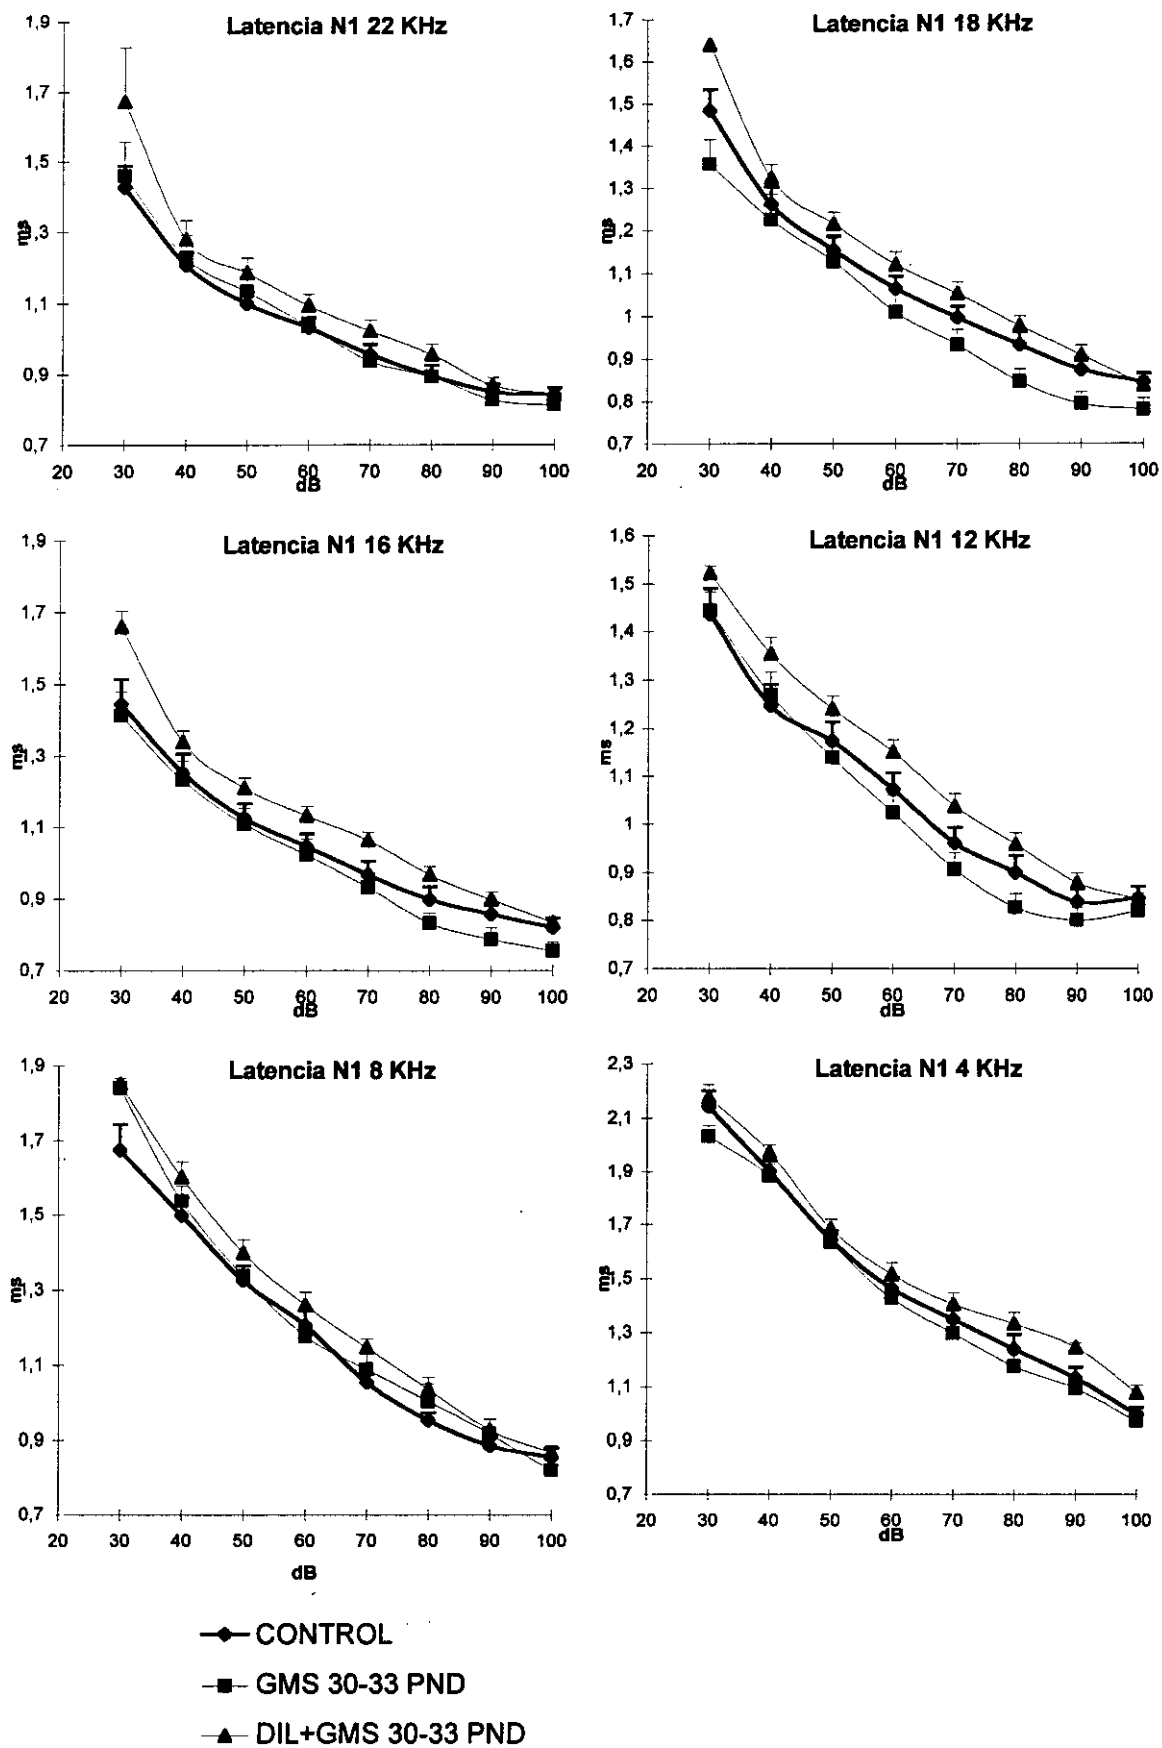 Latencia N1 22 KHz
1,9
1,7
1,5
1,3
1,1
0,9
0,7
ms
20 30 40 50 60 70 80 90 100
dB
Latencia N1 18 KHz
1,7
1,6
1,5
1,4
1,3
1,2
1,1
1
0,9
0,8
0,7
ms
20 30 40 50 60 70 80 90 100
dB
Latencia N1 16 KHz
1,9
1,7
1,5
1,3
1,1
0,9
0,7
ms
20 30 40 50 60 70 80 90 100
dB
Latencia N1 12 KHz
1,6
1,5
1,4
1,3
1,2
1,1
1
0,9
0,8
0,7
ms
20 30 40 50 60 70 80 90 100
dB
Latencia N1 8 KHz
1,9
1,7
1,5
1,3
1,1
0,9
0,7
ms
20 30 40 50 60 70 80 90 100
dB
Latencia N1 4 KHz
2,3
2,1
1,9
1,7
1,5
1,3
1,1
0,9
0,7
ms
20 30 40 50 60 70 80 90 100
dB
CONTROL
GMS 30-33 PND
DIL+GMS 30-33 PND